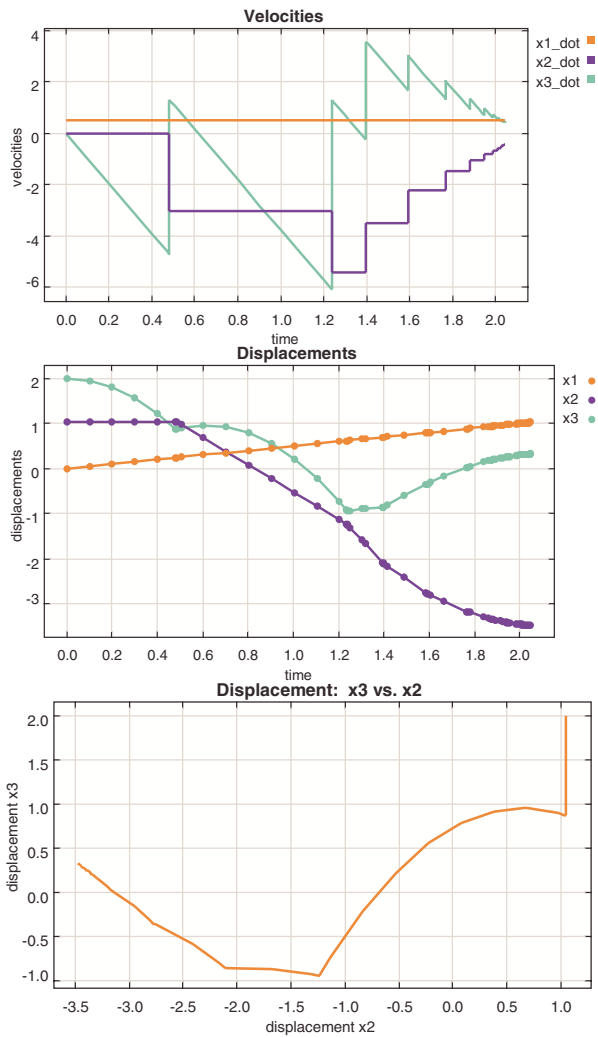 Velocities
x1_dot
x2_dot
x3_dot
4
2
0
-2
-4
-6
velocities
0.0 0.2 0.4 0.6 0.8 1.0 1.2 1.4 1.6 1.8 2.0
time
Displacements
x1
x2
x3
2
1
0
-1
-2
-3
displacements
0.0 0.2 0.4 0.6 0.8 1.0 1.2 1.4 1.6 1.8 2.0
time
Displacement: x3 vs. x2
2.0
1.5
1.0
0.5
0.0
-0.5
-1.0
displacement x3
-3.5 -3.0 -2.5 -2.0 -1.5 -1.0 -0.5 0.0 0.5 1.0
displacement x2